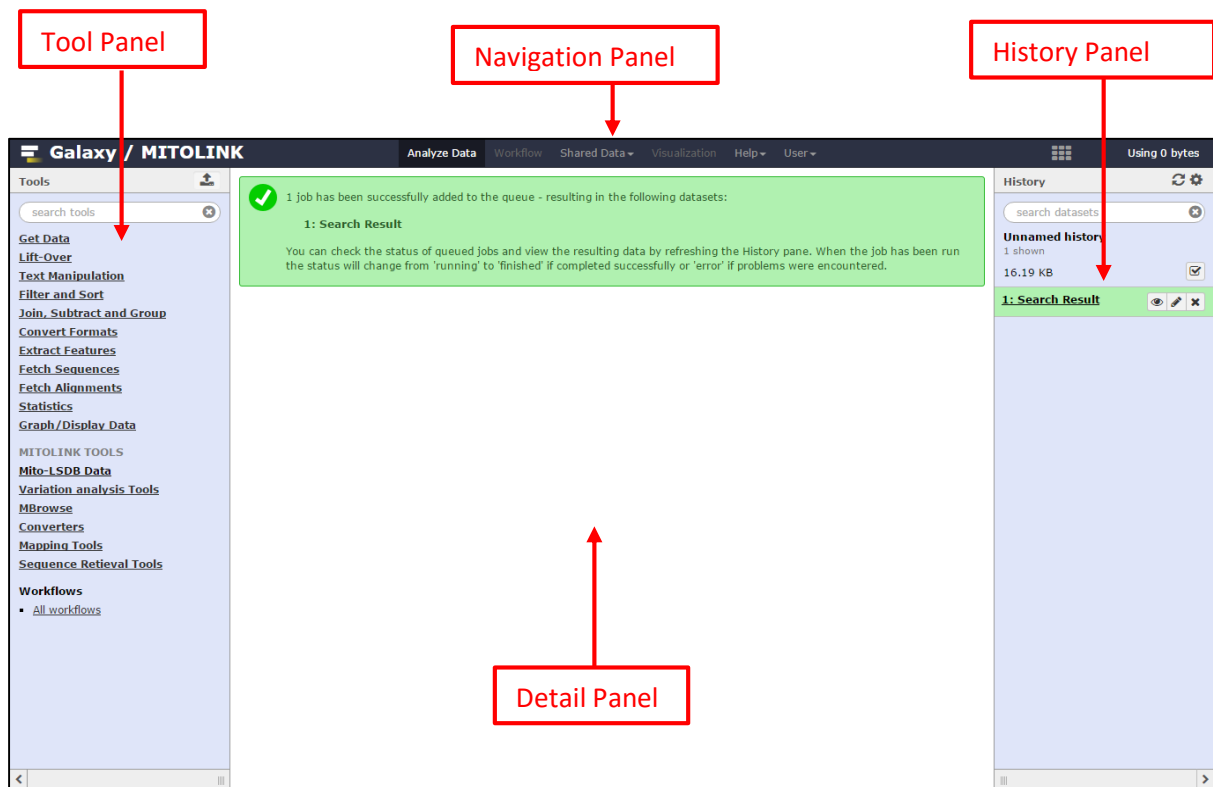 Tool Panel
Navigation Panel
History Panel
Galaxy / MITOLINK
Analyze Data Workflow Shared Data Visualization Help User
Using 0 bytes
Tools
search tools
Get Data
Lift-Over
Text Manipulation
Filter and Sort
Join, Subtract and Group
Convert Formats
Extract Features
Fetch Sequences
Fetch Alignments
Statistics
Graph/Display Data
MITOLINK TOOLS
Mito-LSDB Data
Variation analysis Tools
MBrowse
Converters
Mapping Tools
Sequence Retieval Tools
Workflows
All workflows
1 job has been successfully added to the queue - resulting in the following datasets:
1: Search Result
You can check the status of queued jobs and view the resulting data by refreshing the History pane. When the job has been run
the status will change from 'running' to 'finished' if completed successfully or 'error' if problems were encountered.
Detail Panel
History
search datasets
Unnamed history
1 shown
16.19 KB
1: Search Result